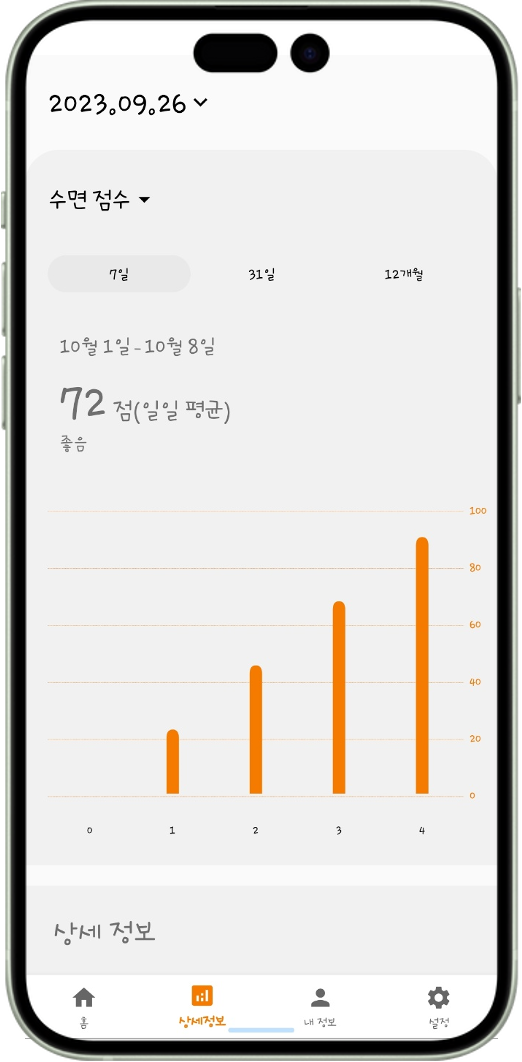 2023.09.26
수면 점수
7일 31일 12개월
10월 1일-10월 8일
72 점(일일 평균)
좋음
100
80
60
40
20
0
0 1 2 3 4
상세 정보
홈 상세정보 내 정보 설정